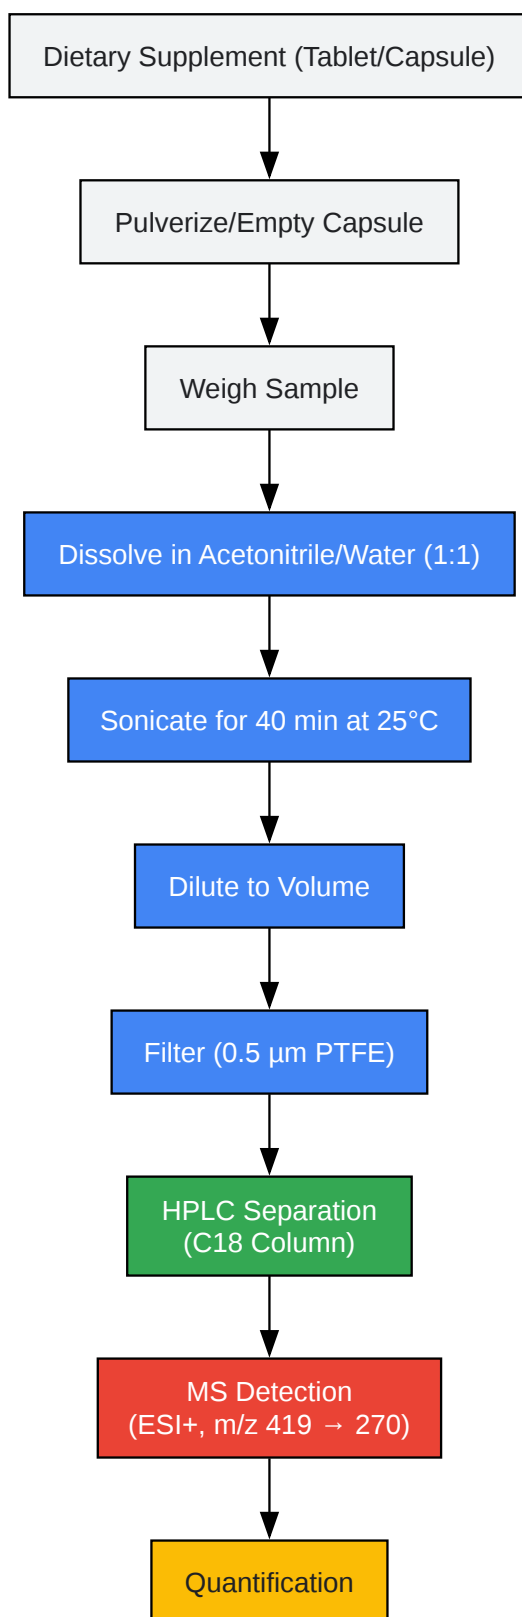 Dietary Supplement (Tablet/Capsule)
Pulverize/Empty Capsule
Weigh Sample
Dissolve in Acetonitrile/Water (1:1)
Sonicate for 40 min at 25°C
Dilute to Volume
Filter (0.5 µm PTFE)
HPLC Separation
(C18 Column)
MS Detection
(ESI+, m/z 419 → 270)
Quantification